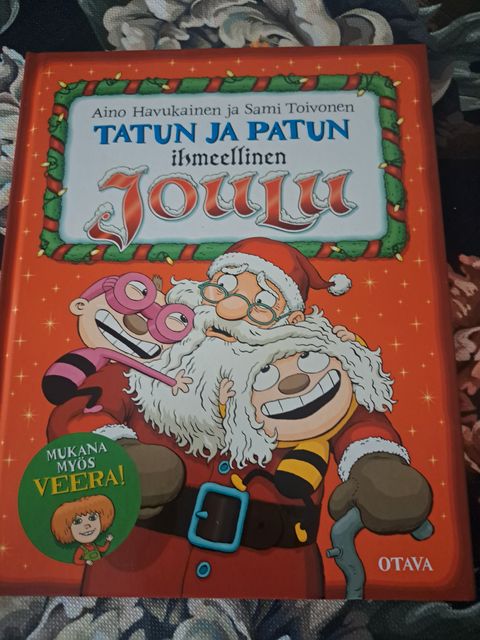 Aino Havukainen ja Sami Toivonen
TATUN JA PATUN
ihmeellinen
JOULU
MUKANA
MYÖS
VEERA!
OTAVA